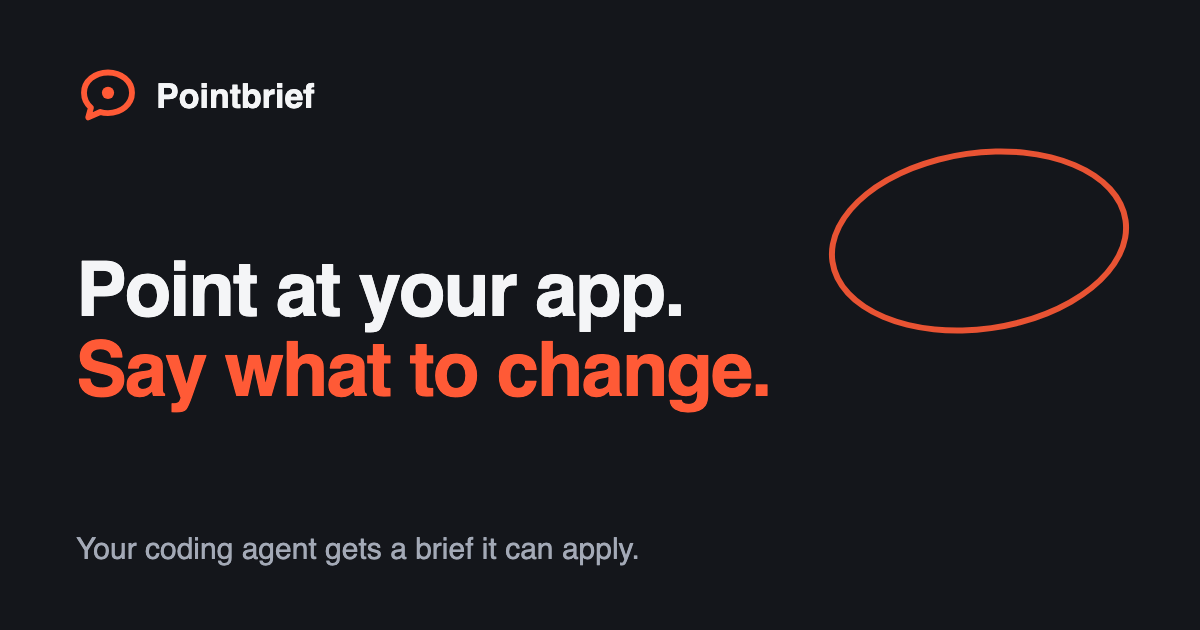 Pointbrief
Point at your app.
Say what to change.
Your coding agent gets a brief it can apply.